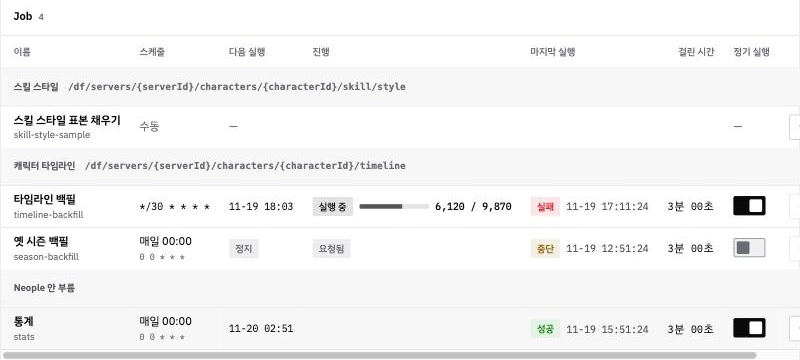 Job 4
이름 스케줄 다음 실행 진행 마지막 실행 걸린 시간 정기 실행
스킬 스타일 /df/servers/{serverId}/characters/{characterId}/skill/style
스킬 스타일 표본 채우기 수동 — —
skill-style-sample
캐릭터 타임라인 /df/servers/{serverId}/characters/{characterId}/timeline
타임라인 백필 */30 * * * * 11-19 18:03 실행 중 6,120 / 9,870 실패 11-19 17:11:24 3분 00초
timeline-backfill
옛 시즌 백필 매일 00:00 정지 요청됨 중단 11-19 12:51:24 3분 00초
season-backfill 0 0 * * *
Neople 안 부름
통계 매일 00:00 11-20 02:51 성공 11-19 15:51:24 3분 00초
stats 0 0 * * *